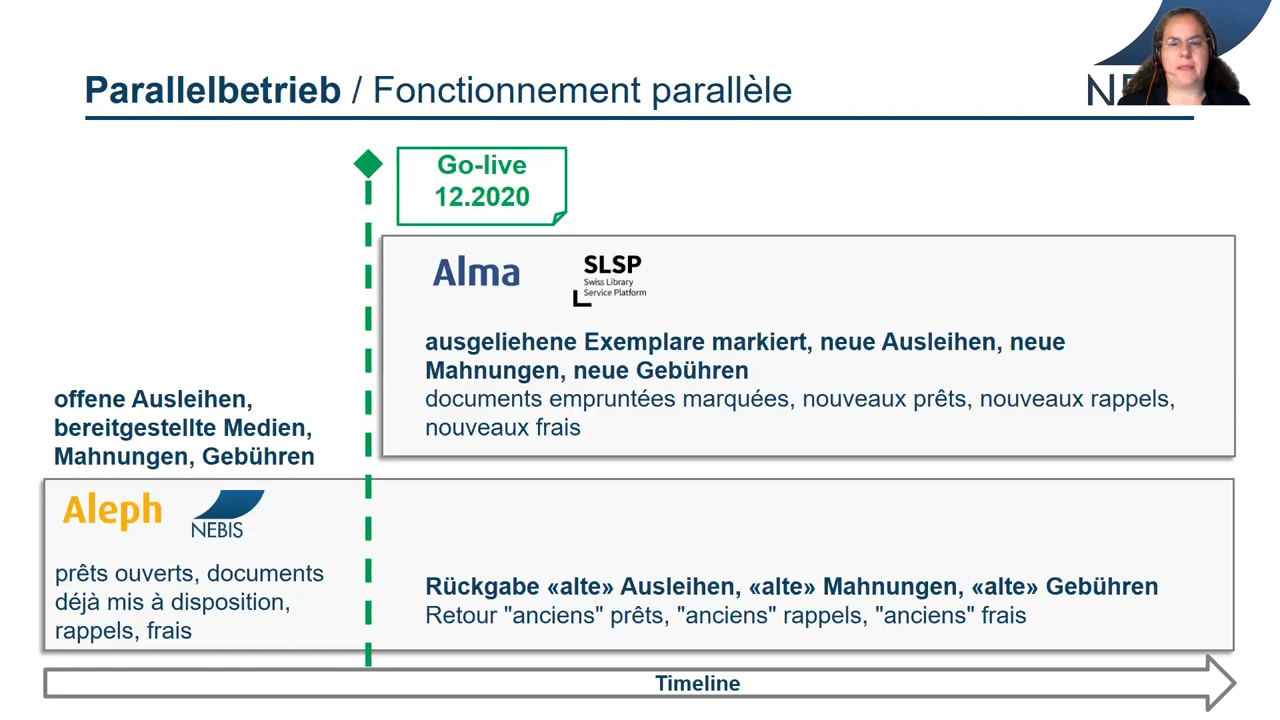 Parallelbetrieb / Fonctionnement parallèle
Go-live
12.2020
Alma
SLSP
Swiss Library
Service Platform
ausgeliehene Exemplare markiert, neue Ausleihen, neue
Mahnungen, neue Gebühren
documents empruntées marquées, nouveaux prêts, nouveaux rappels,
nouveaux frais
offene Ausleihen,
bereitgestellte Medien,
Mahnungen, Gebühren
Aleph
NEBIS
prêts ouverts, documents
déjà mis à disposition,
rappels, frais
Rückgabe «alte» Ausleihen, «alte» Mahnungen, «alte» Gebühren
Retour "anciens" prêts, "anciens" rappels, "anciens" frais
Timeline